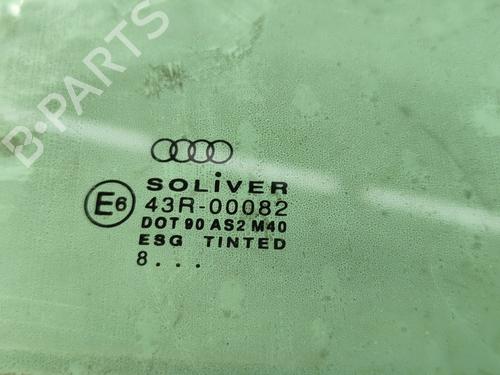 B-PARTS
SOLiVER
E6 43R-00082
DOT 90 AS2 M40
ESG TINTED
8...